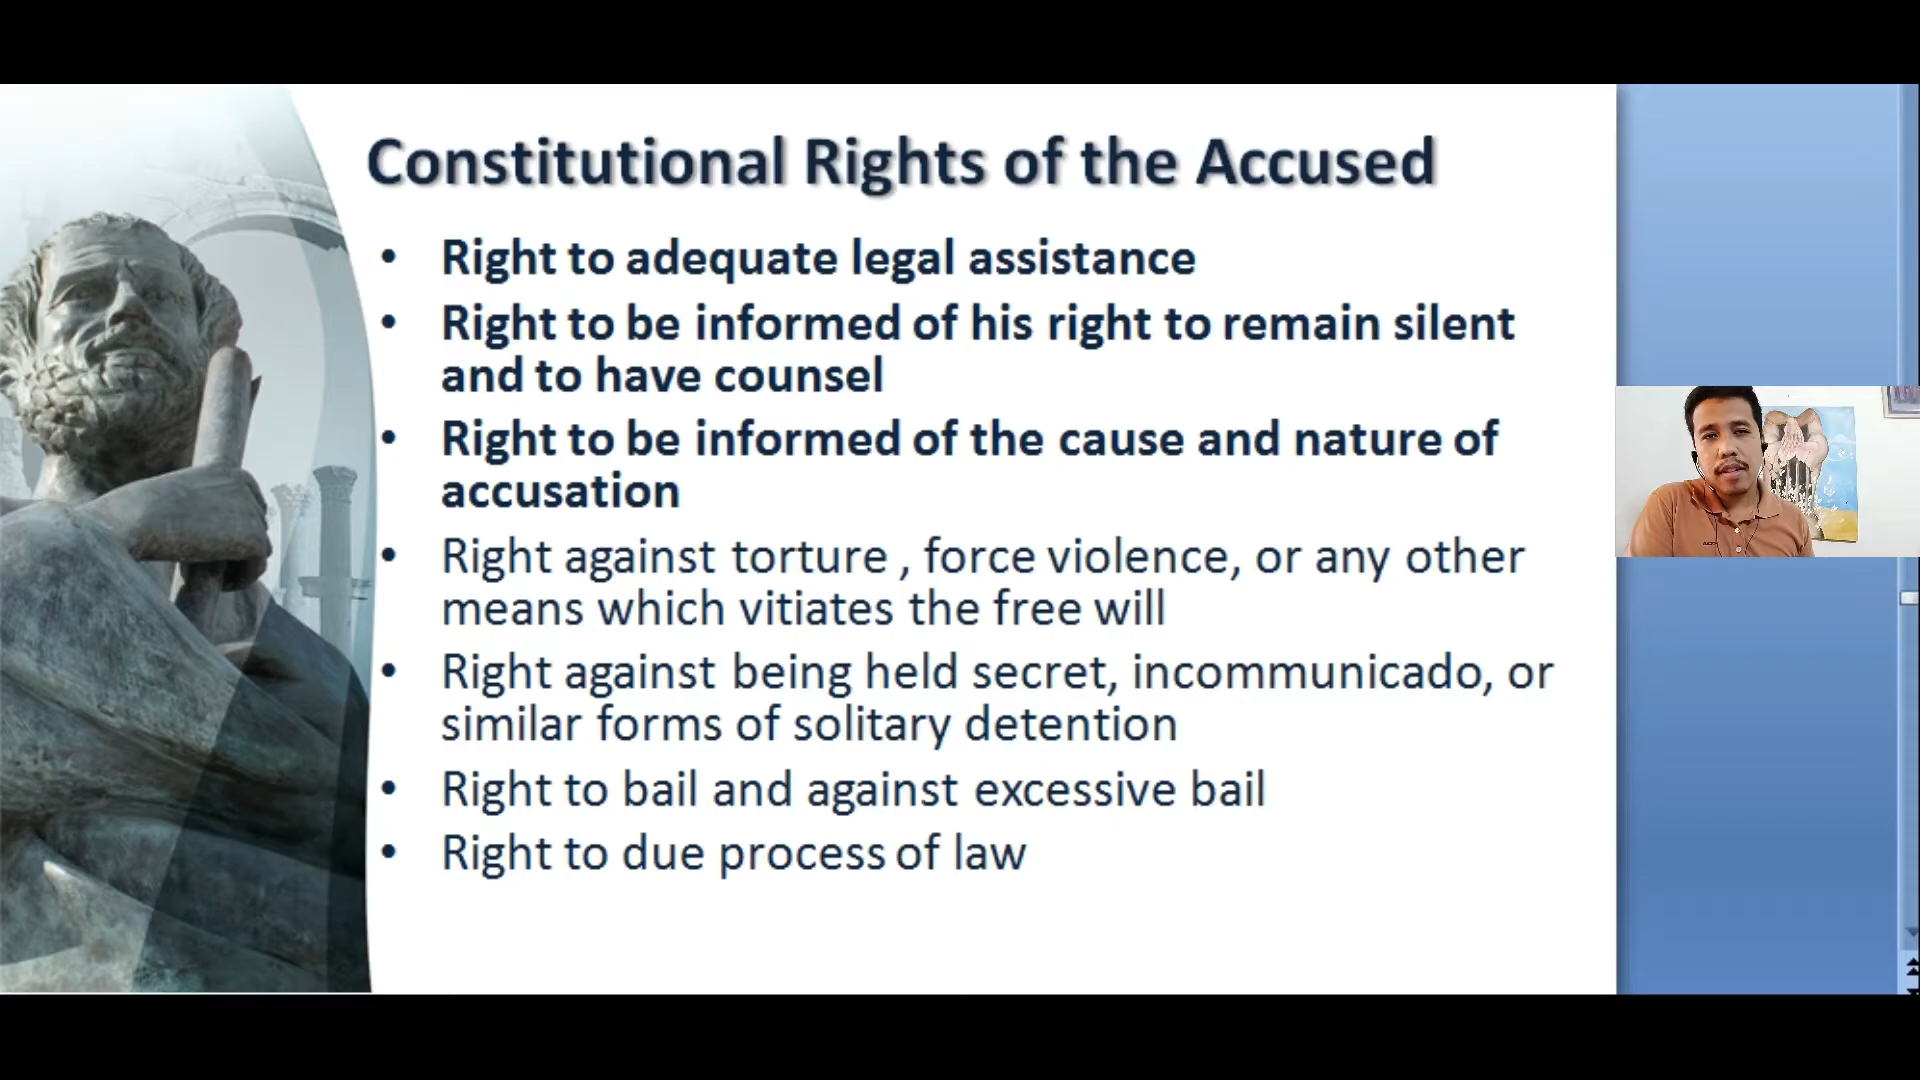 Constitutional Rights of the Accused
• Right to adequate legal assistance
• Right to be informed of his right to remain silent
and to have counsel
• Right to be informed of the cause and nature of
accusation
• Right against torture , force violence, or any other
means which vitiates the free will
• Right against being held secret, incommunicado, or
similar forms of solitary detention
• Right to bail and against excessive bail
• Right to due process of law